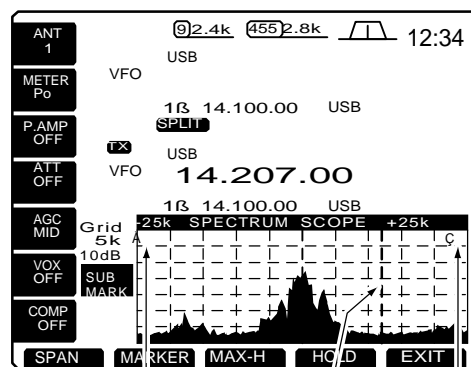 ANT
1
9 2.4k 455 2.8k 12:34
USB
METER
Po
VFO
1ß 14.100.00 USB
P.AMP
OFF
SPLIT
TX
USB
ATT
OFF
VFO 14.207.00
1ß 14.100.00 USB
AGC
MID
Grid
5k
10dB
-25k SPECTRUM SCOPE +25k
A
Ç
VOX
OFF
SUB
MARK
COMP
OFF
SPAN MARKER MAX-H HOLD EXIT